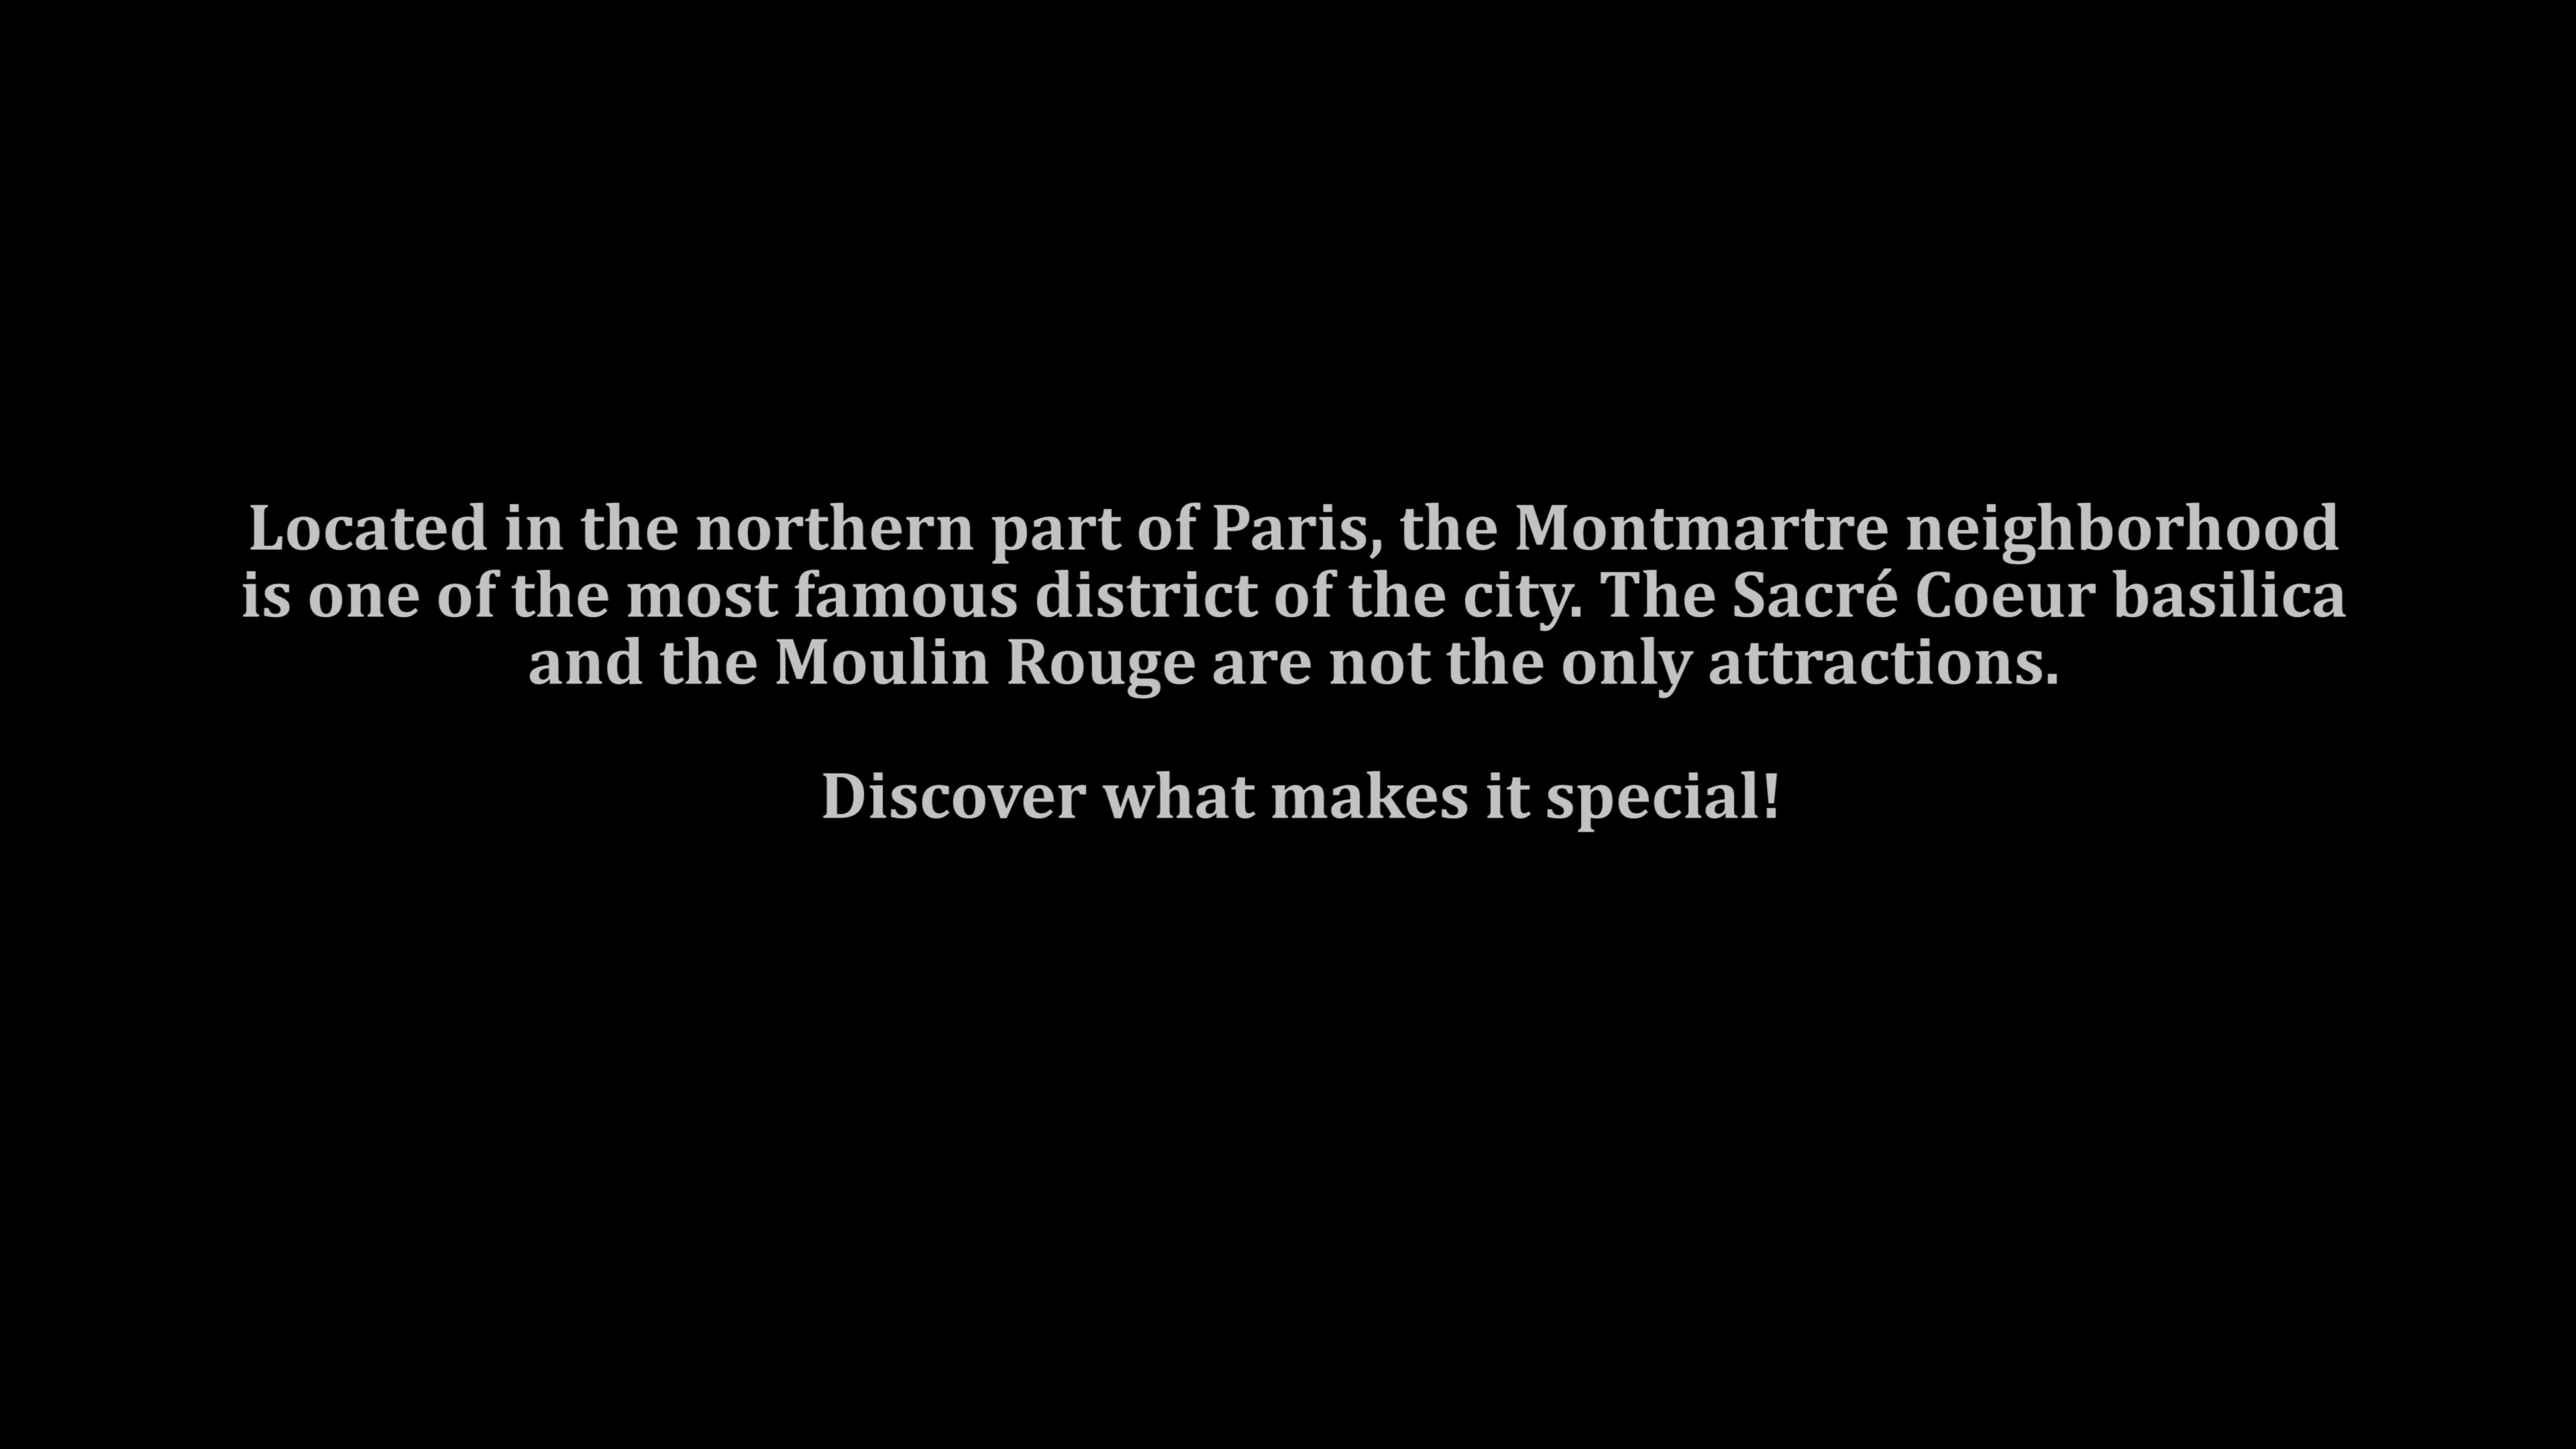 Located in the northern part of Paris, the Montmartre neighborhood
is one of the most famous district of the city. The Sacré Coeur basilica
and the Moulin Rouge are not the only attractions.
Discover what makes it special!